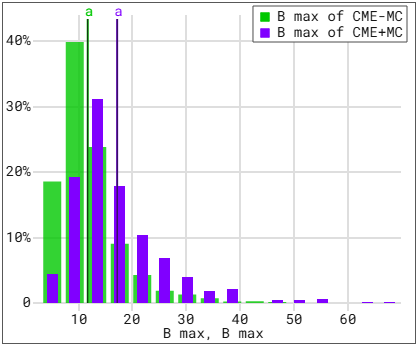 a a
B max of CME−MC
B max of CME+MC
40%
30%
20%
10%
0
10 20 30 40 50 60
B max, B max